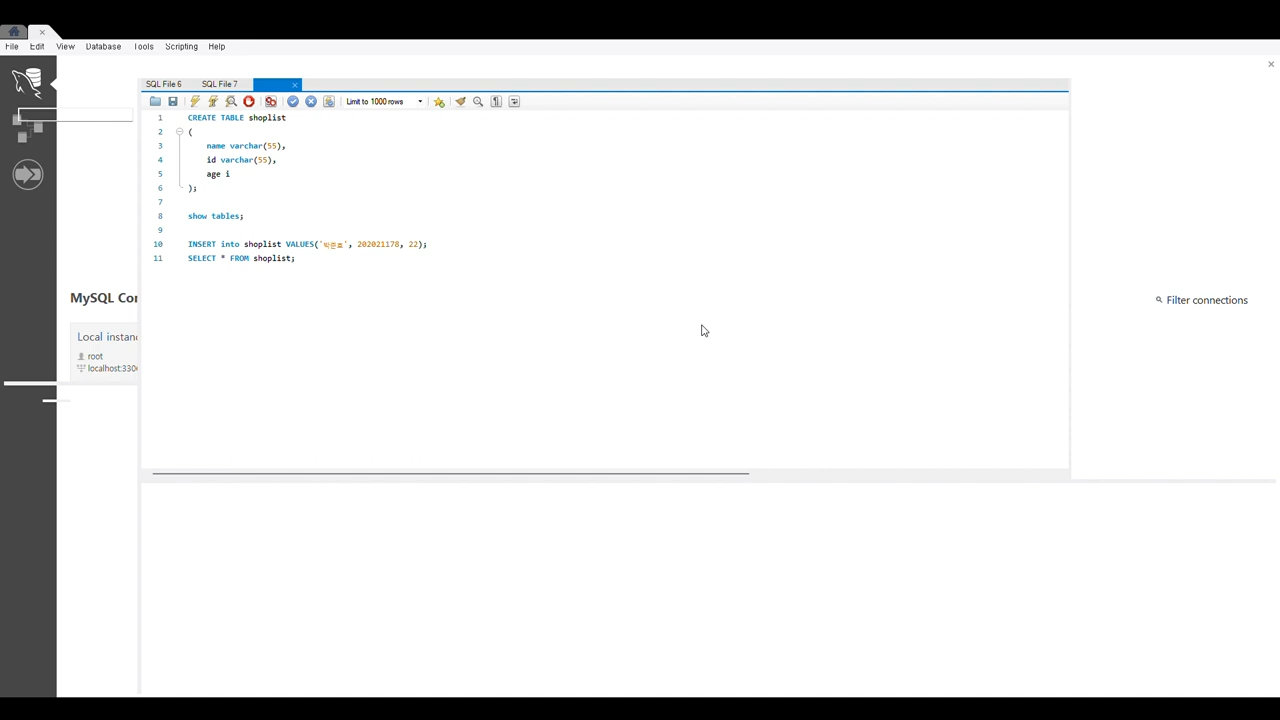 File Edit View Database Tools Scripting Help
SQL File 6 SQL File 7
Limit to 1000 rows
1 CREATE TABLE shoplist
2 (
3 name varchar(55),
4 id varchar(55),
5 age i
6 );
7
8 show tables;
9
10 INSERT into shoplist VALUES('', 202021178, 22);
11 SELECT * FROM shoplist;
MySQL Con
Filter connections
Local instanc
root
localhost:3306